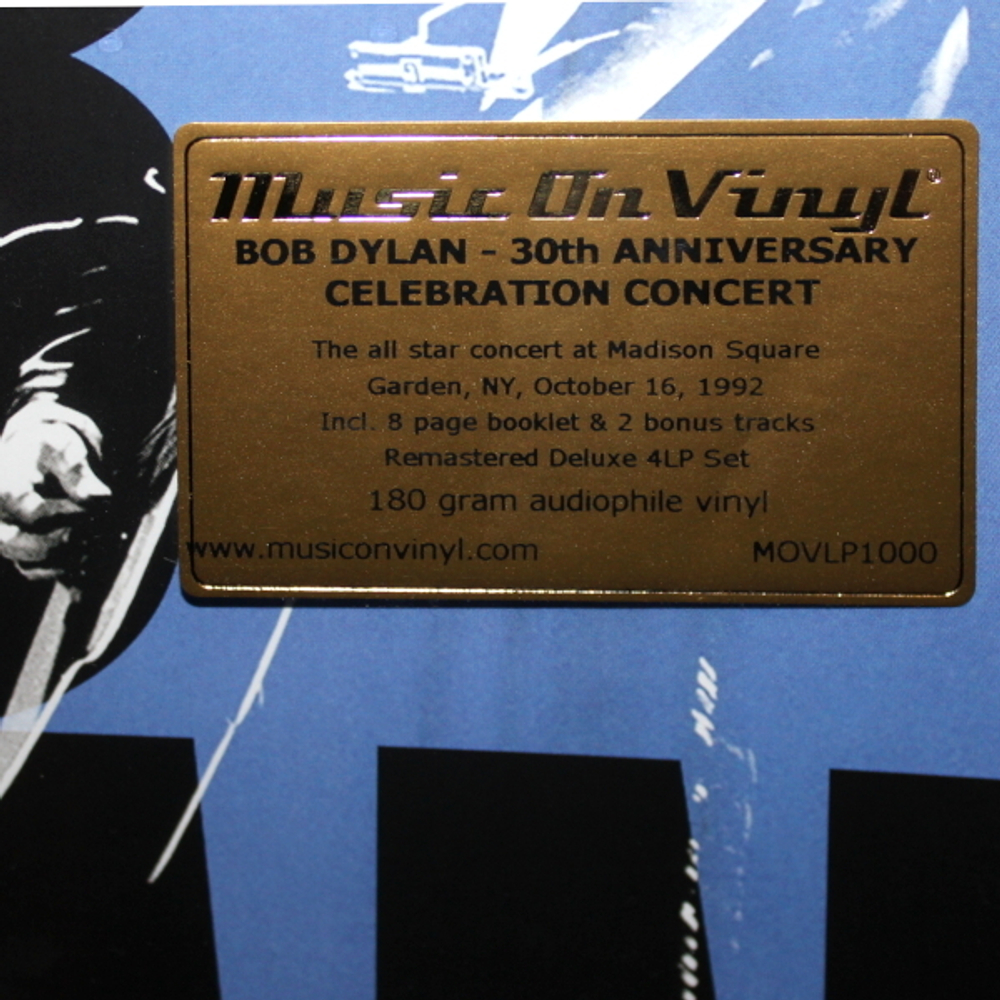 Music On Vinyl®
BOB DYLAN - 30th ANNIVERSARY
CELEBRATION CONCERT
The all star concert at Madison Square
Garden, NY, October 16, 1992
Incl. 8 page booklet & 2 bonus tracks
Remastered Deluxe 4LP Set
180 gram audiophile vinyl
www.musiconvinyl.com MOVLP1000